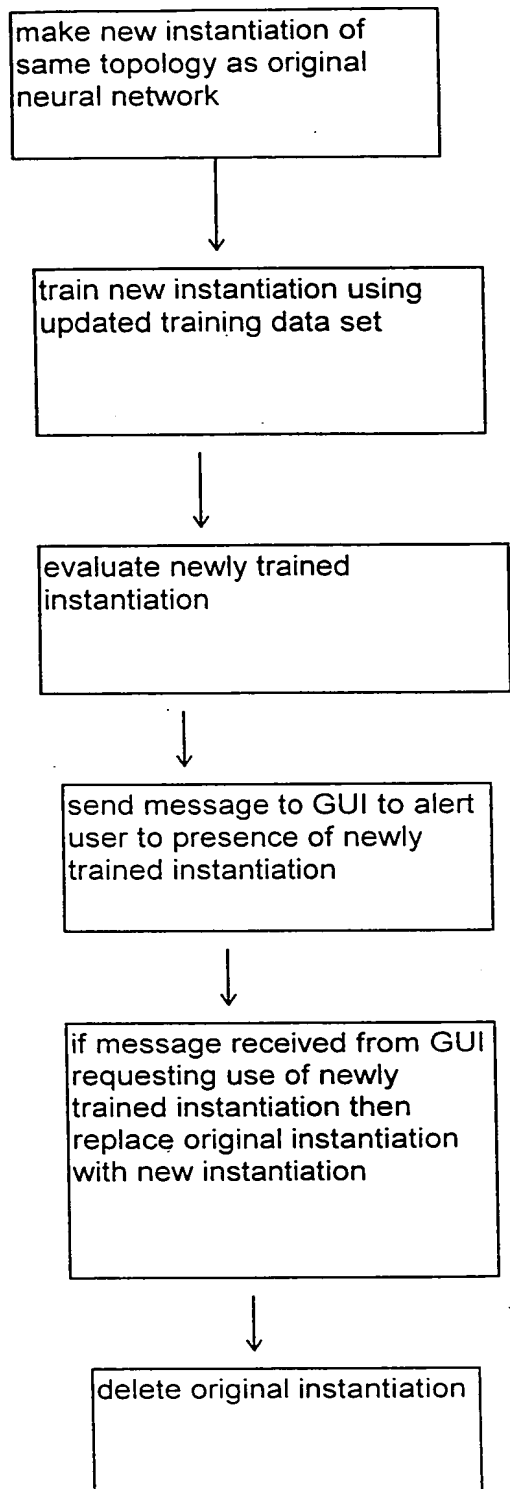 make new instantiation of
same topology as original
neural network
train new instantiation using
updated training data set
evaluate newly trained
instantiation
send message to GUI to alert
user to presence of newly
trained instantiation
if message received from GUI
requesting use of newly
trained instantiation then
replace original instantiation
with new instantiation
delete original instantiation